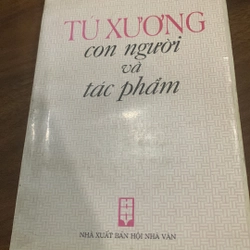 TÚ XƯƠNG
con người
và
tác phẩm
NHÀ XUẤT BẢN HỘI NHÀ VĂN